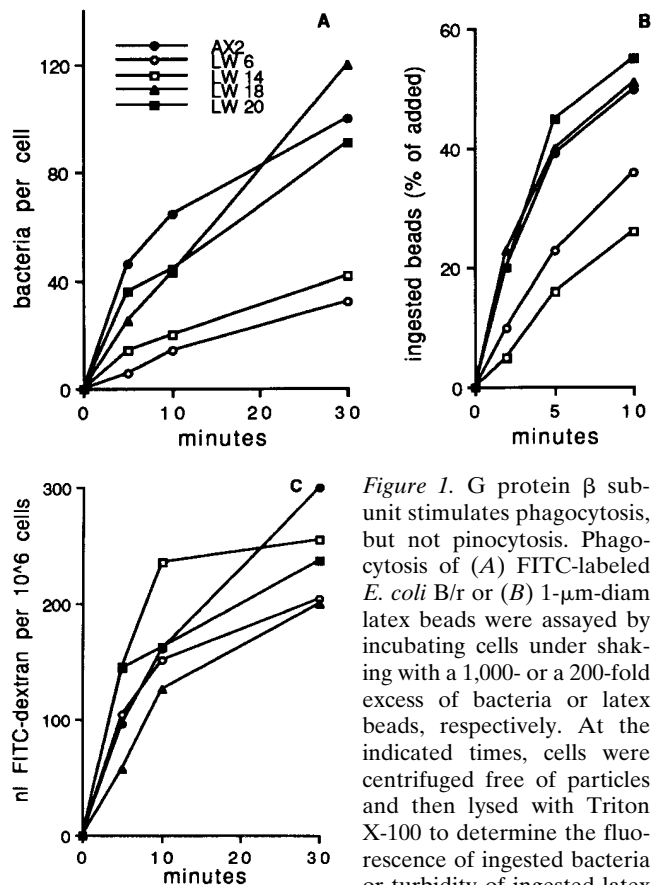 A
120
80
40
0
bacteria per cell
AX2
LW 6
LW 14
LW 18
LW 20
0 10 20 30
minutes
B
60
40
20
0
ingested beads (% of added)
0 5 10
minutes
C
300
200
100
0
nl FITC-dextran per 10^6 cells
0 10 20 30
minutes
Figure 1. G protein β sub-
unit stimulates phagocytosis,
but not pinocytosis. Phago-
cytosis of (A) FITC-labeled
E. coli B/r or (B) 1-μm-diam
latex beads were assayed by
incubating cells under shak-
ing with a 1,000- or a 200-fold
excess of bacteria or latex
beads, respectively. At the
indicated times, cells were
centrifuged free of particles
and then lysed with Triton
X-100 to determine the fluo-
rescence of ingested bacteria
or turbidity of ingested latex